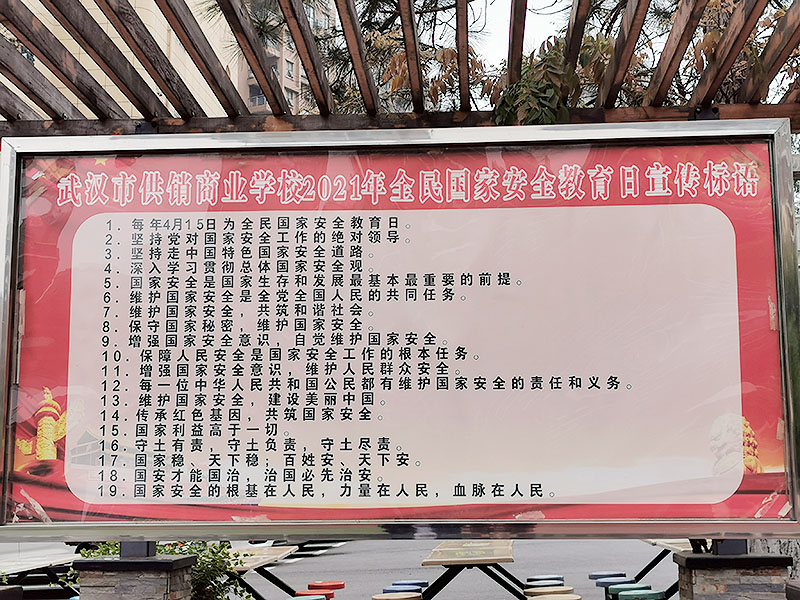 武汉市供销商业学校2021年全民国家安全教育日宣传标语
1. 每年4月15日为全民国家安全教育日。
2. 坚持党对国家安全工作的绝对领导。
3. 坚持走中国特色国家安全道路。
4. 深入学习贯彻总体国家安全观。
5. 国家安全是国家生存和发展最基本最重要的前提。
6. 维护国家安全是全党全国人民的共同任务。
7. 维护国家安全，共筑和谐社会。
8. 保守国家秘密，维护国家安全。
9. 增强国家安全意识，自觉维护国家安全。
10. 保障人民安全是国家安全工作的根本任务。
11. 增强国家安全意识，维护人民群众安全。
12. 每一位中华人民共和国公民都有维护国家安全的责任和义务。
13. 维护国家安全，建设美丽中国。
14. 传承红色基因，共筑国家安全。
15. 国家利益高于一切。
16. 守土有责，守土负责，守土尽责。
17. 国家稳、天下稳；百姓安、天下安。
18. 国安才能国治，治国必先治安。
19. 国家安全的根基在人民，力量在人民，血脉在人民。